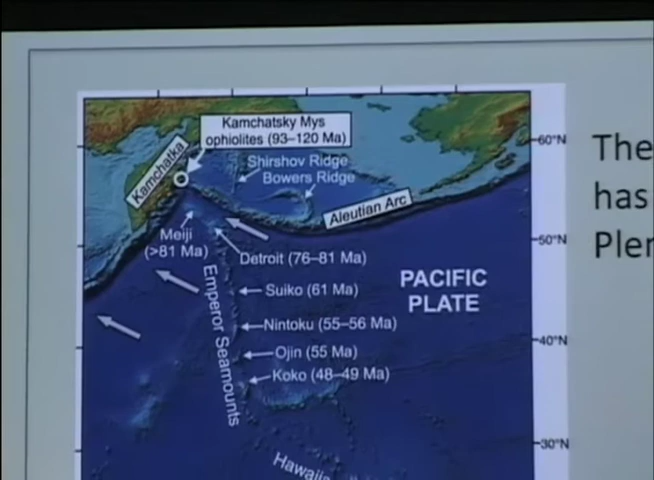 Kamchatsky Mys
ophiolites (93–120 Ma)
60°N
The
Kamchatka
Shirshov Ridge
Bowers Ridge
has
Aleutian Arc
Meiji
(>81 Ma)
50°N
Detroit (76–81 Ma)
PACIFIC
PLATE
Suiko (61 Ma)
Emperor Seamounts
Nintoku (55–56 Ma)
40°N
Ojin (55 Ma)
Koko (48–49 Ma)
30°N